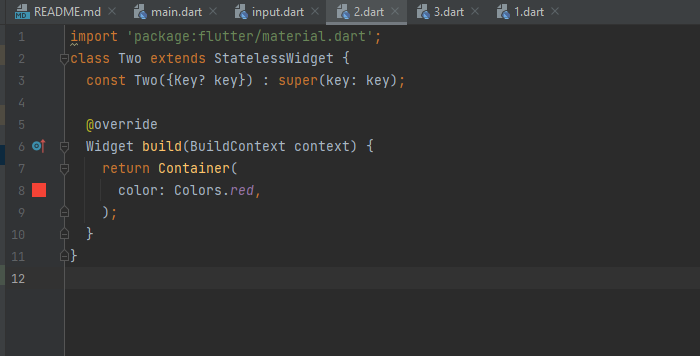 README.md main.dart input.dart 2.dart 3.dart 1.dart
1 import 'package:flutter/material.dart';
2 class Two extends StatelessWidget {
3 const Two({Key? key}) : super(key: key);
4
5 @override
6 Widget build(BuildContext context) {
7 return Container(
8 color: Colors.red,
9 );
10 }
11 }
12